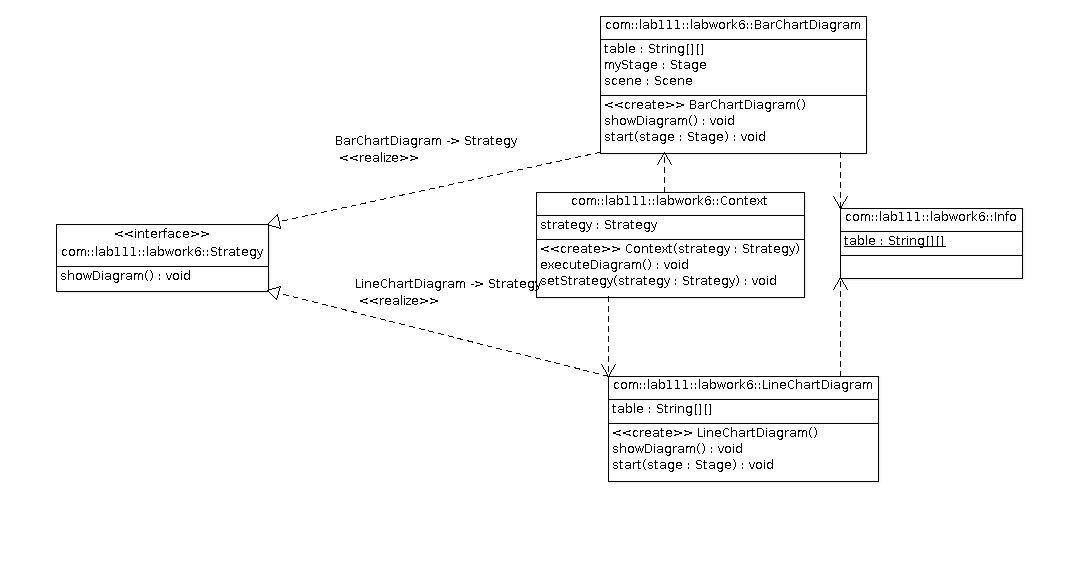 com::lab111::labwork6::BarChartDiagram
table : String[][]
myStage : Stage
scene : Scene
<<create>> BarChartDiagram()
showDiagram() : void
start(stage : Stage) : void
BarChartDiagram -> Strategy
<<realize>>
com::lab111::labwork6::Context
strategy : Strategy
<<create>> Context(strategy : Strategy)
executeDiagram() : void
setStrategy(strategy : Strategy) : void
com::lab111::labwork6::Info
table : String[][]
<<interface>>
com::lab111::labwork6::Strategy
showDiagram() : void
LineChartDiagram -> Strategy
<<realize>>
com::lab111::labwork6::LineChartDiagram
table : String[][]
<<create>> LineChartDiagram()
showDiagram() : void
start(stage : Stage) : void